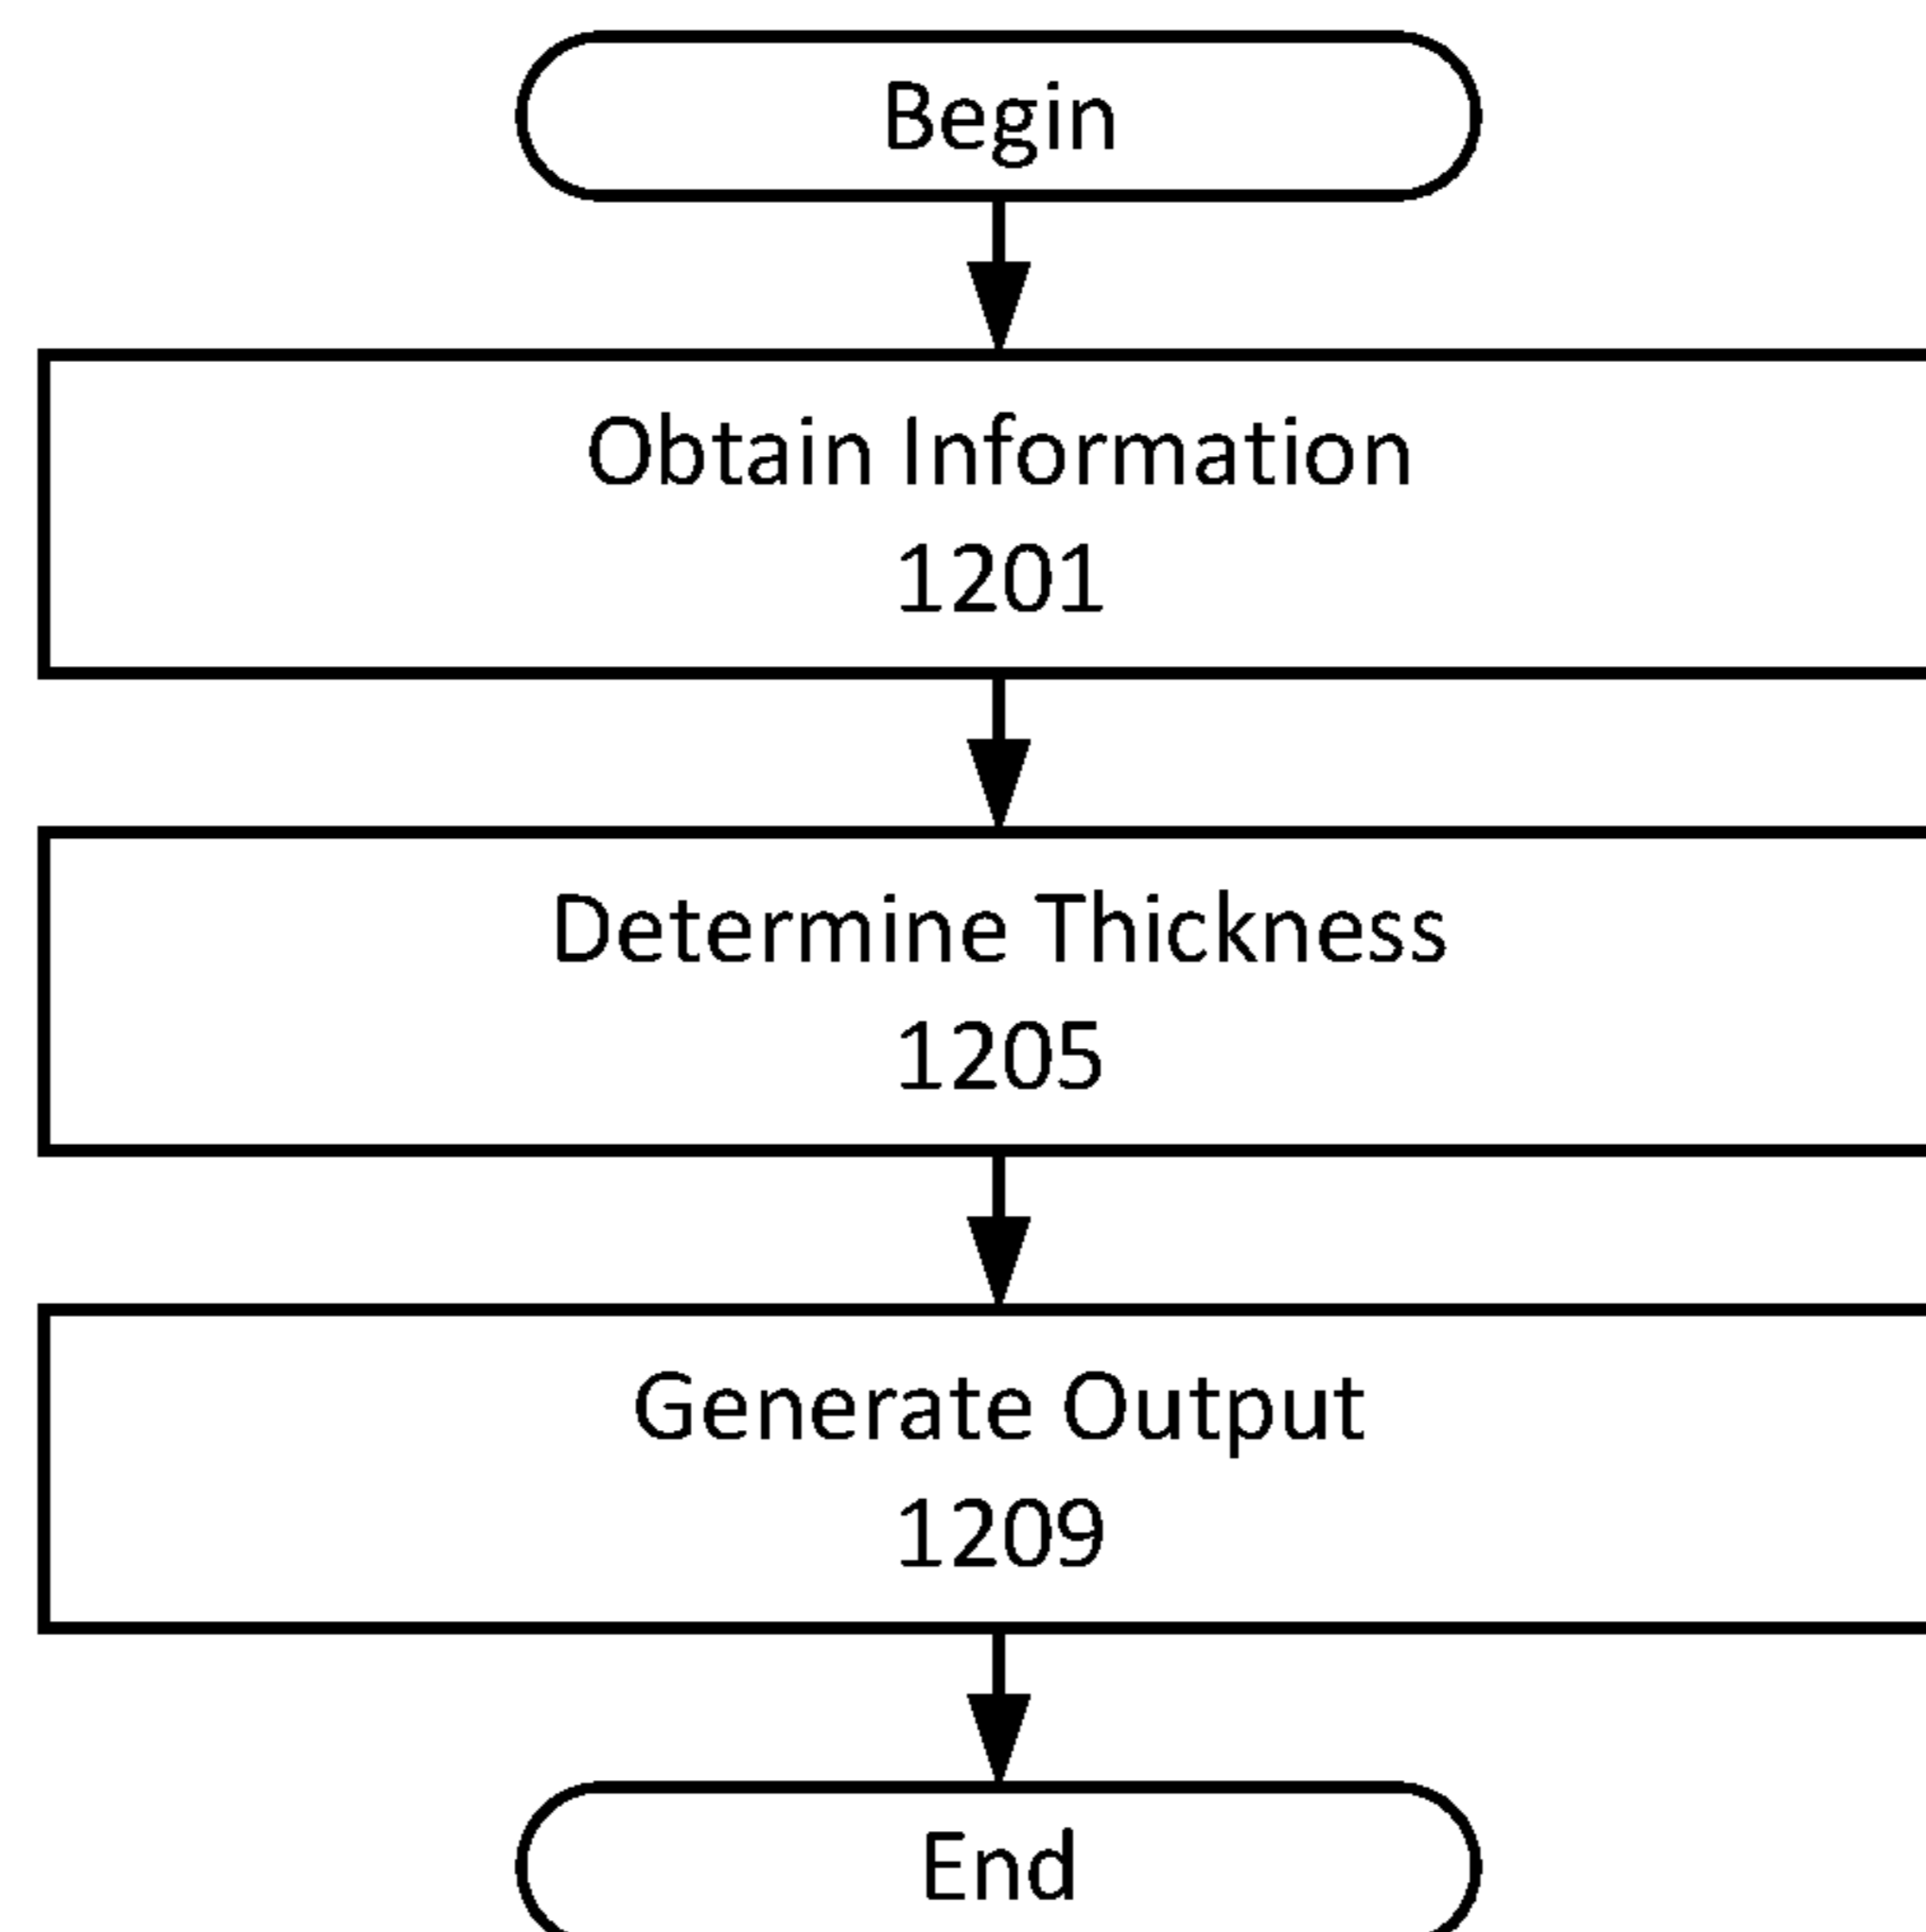 Begin
Obtain Information
1201
Determine Thickness
1205
Generate Output
1209
End